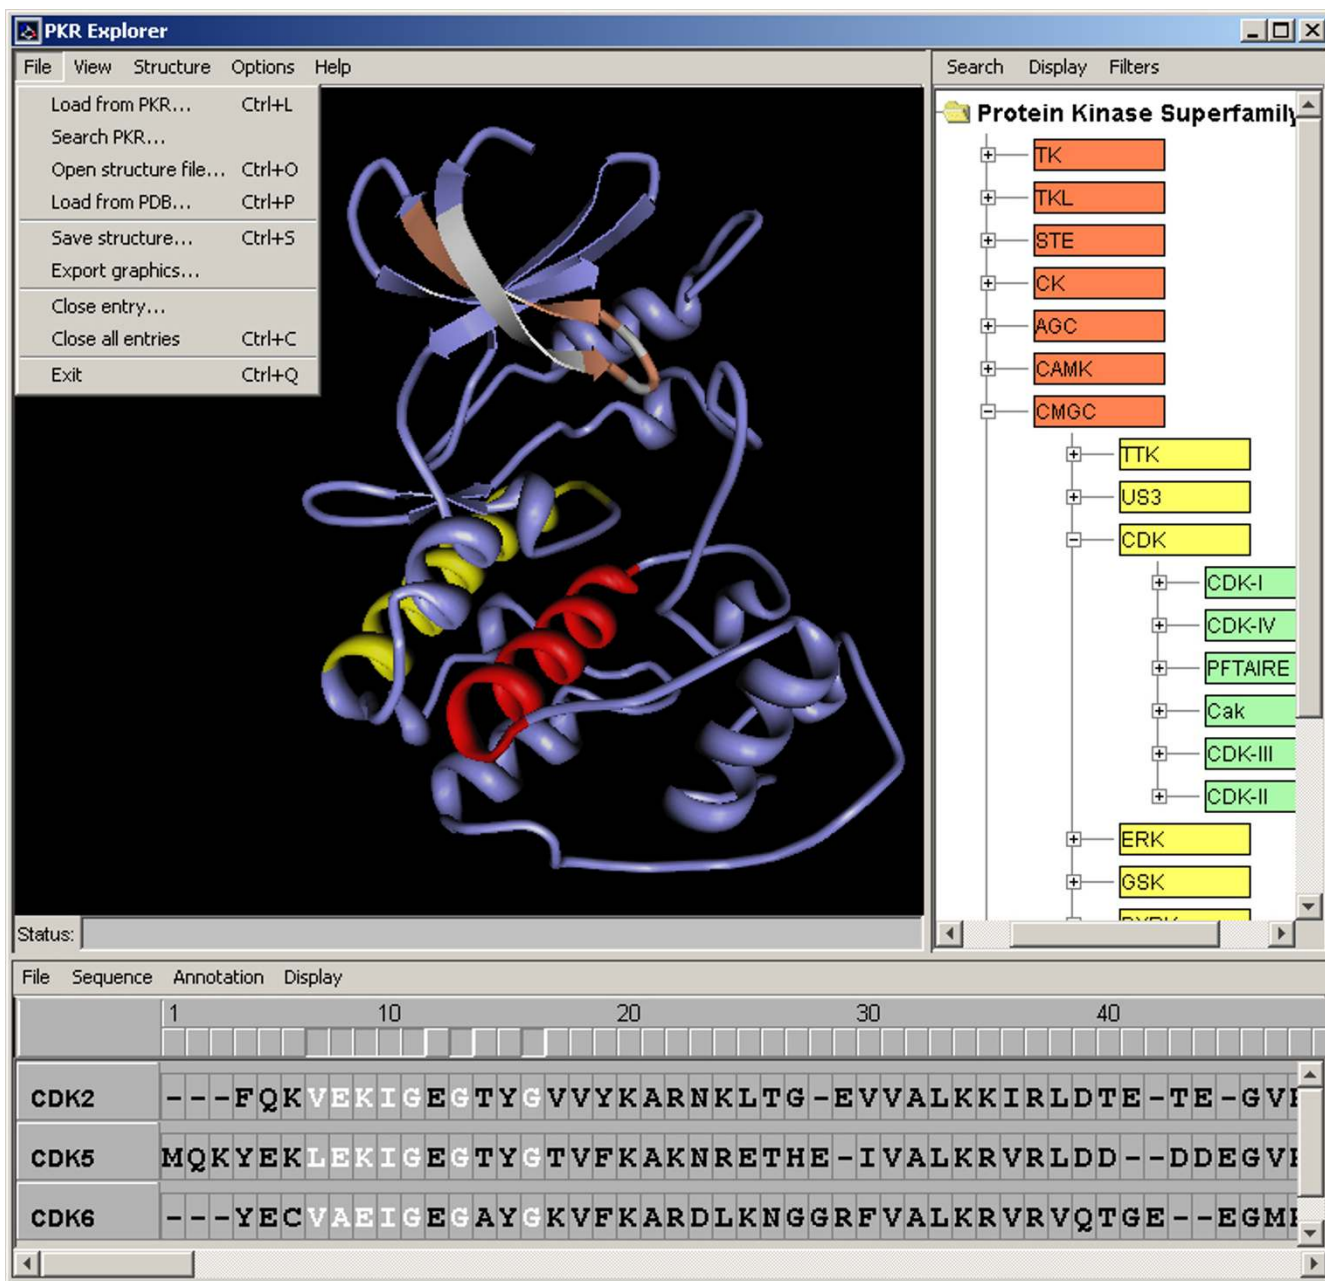 PKR Explorer
File View Structure Options Help
Load from PKR... Ctrl+L
Search PKR...
Open structure file... Ctrl+O
Load from PDB... Ctrl+P
Save structure... Ctrl+S
Export graphics...
Close entry...
Close all entries Ctrl+C
Exit Ctrl+Q
Status:
Search Display Filters
Protein Kinase Superfamily
TK
TKL
STE
CK
AGC
CAMK
CMGC
TTK
US3
CDK
CDK-I
CDK-IV
PFTAIRE
Cak
CDK-III
CDK-II
ERK
GSK
File Sequence Annotation Display
1 10 20 30 40
CDK2 ---FQKVEKIGEGTYGVVYKARNKLTG-EVVALKKIRLDTE-TE-GV
CDK5 MQKYEKLEKIGEGTYGTVFKAKNRETHE-IVALKRVRLDD--DDEGV
CDK6 ---YECVAEIGEGAYGKVFKARDLKNGGRFVALKRVRVQTGE--EGM